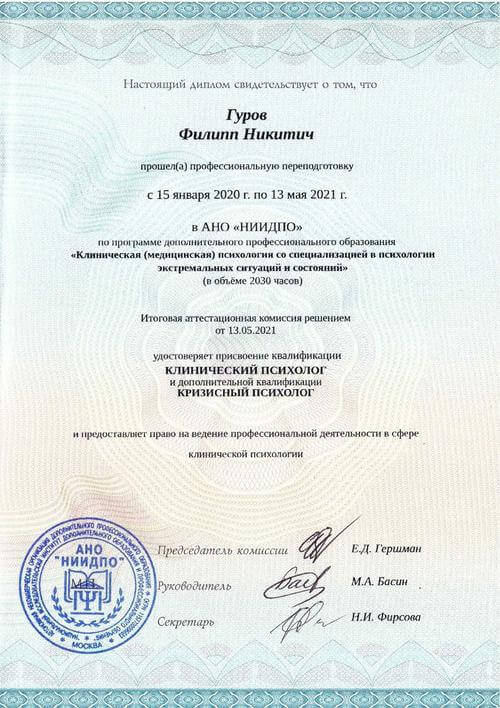 Настоящий диплом свидетельствует о том, что
Гуров
Филипп Никитич
прошел(а) профессиональную переподготовку
с 15 января 2020 г. по 13 мая 2021 г.
в АНО «НИИДПО»
по программе дополнительного профессионального образования
«Клиническая (медицинская) психология со специализацией в психологии
экстремальных ситуаций и состояний»
(в объёме 2030 часов)
Итоговая аттестационная комиссия решением
от 13.05.2021
удостоверяет присвоение квалификации
КЛИНИЧЕСКИЙ ПСИХОЛОГ
и дополнительной квалификации
КРИЗИСНЫЙ ПСИХОЛОГ
и предоставляет право на ведение профессиональной деятельности в сфере
клинической психологии
Председатель комиссии Е.Д. Гершман
Руководитель М.А. Басин
Секретарь Н.И. Фирсова
АНО
"НИИДПО"
М.П.
МОСКВА